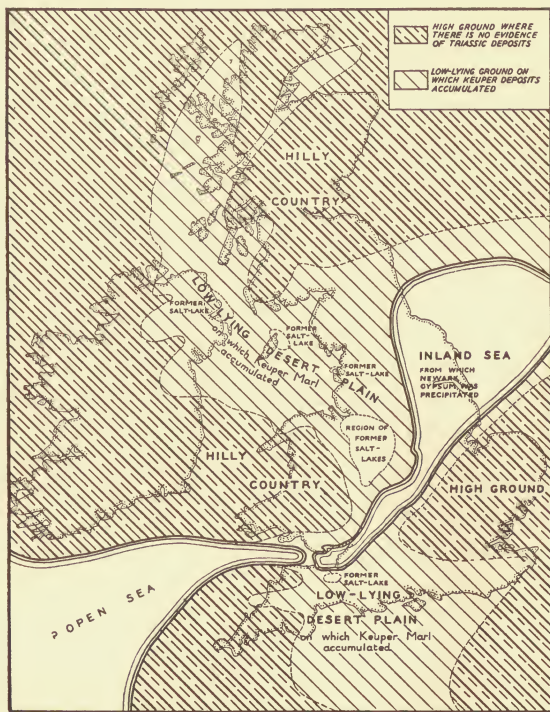 HIGH GROUND WHERE
THERE IS NO EVIDENCE
OF TRIASSIC DEPOSITS
LOW-LYING GROUND ON
WHICH KEUPER DEPOSITS
ACCUMULATED
HILLY
COUNTRY
LOW-LYING
on which Keuper Marl
accumulated
DESERT
PLAIN
FORMER
SALT-LAKE
FORMER
SALT-LAKE
FORMER
SALT-LAKE
INLAND SEA
FROM WHICH
NEWARK
GYPSUM WAS
PRECIPITATED
REGION OF
FORMER
SALT-
LAKES
HILLY
COUNTRY
HIGH GROUND
? OPEN SEA
FORMER
SALT-LAKE
LOW-LYING
DESERT PLAIN
on which Keuper Marl
accumulated.